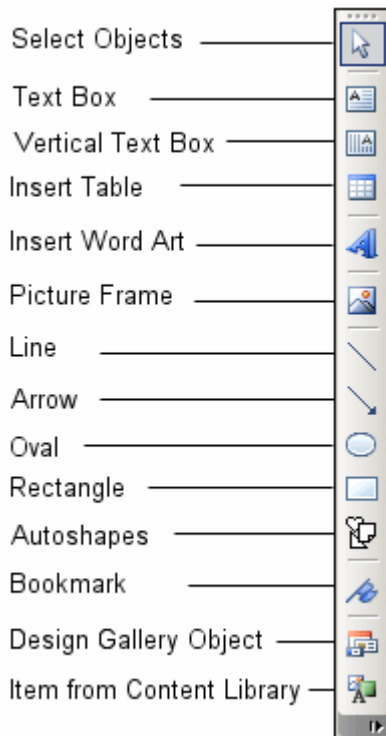 Select Objects
Text Box
Vertical Text Box
Insert Table
Insert Word Art
Picture Frame
Line
Arrow
Oval
Rectangle
Autoshapes
Bookmark
Design Gallery Object
Item from Content Library